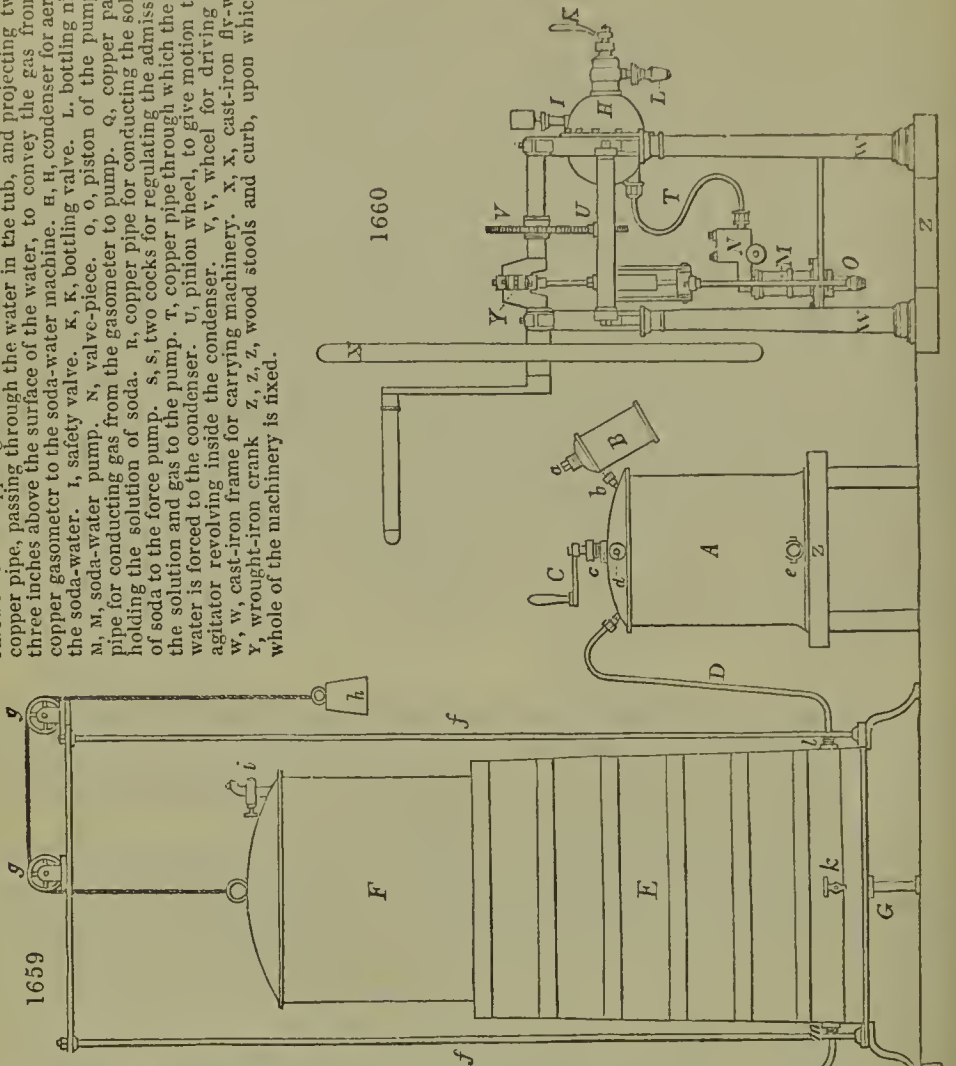 copper pipe, passing through the water in the tub, and projecting tw
three inches above the surface of the water, to convey the gas from
copper gasometer to the soda-water machine. H, H, condenser for aer
the soda-water. I, safety valve. K, K, bottling valve. L. bottling ni
M, M, soda-water pump. N, valve-piece. O, O, piston of the pump
pipe for conducting gas from the gasometer to pump. Q, copper pa
holding the solution of soda. R, copper pipe for conducting the sol
of soda to the force pump. S, S, two cocks for regulating the admiss
the solution and gas to the pump. T, copper pipe through which the
water is forced to the condenser. U, pinion wheel, to give motion t
agitator revolving inside the condenser. V, V, wheel for driving
W, W, cast-iron frame for carrying machinery. X, X, cast-iron fly-w
Y, wrought-iron crank Z, Z, Z, wood stools and curb, upon whic
whole of the machinery is fixed.
1659
g
g
h
i
F
f
f
E
k
G
l
m
D
C
c
d
a
b
B
A
e
Z
1660
X
Y
V
U
I
H
K
L
T
N
M
O
W
W
Z